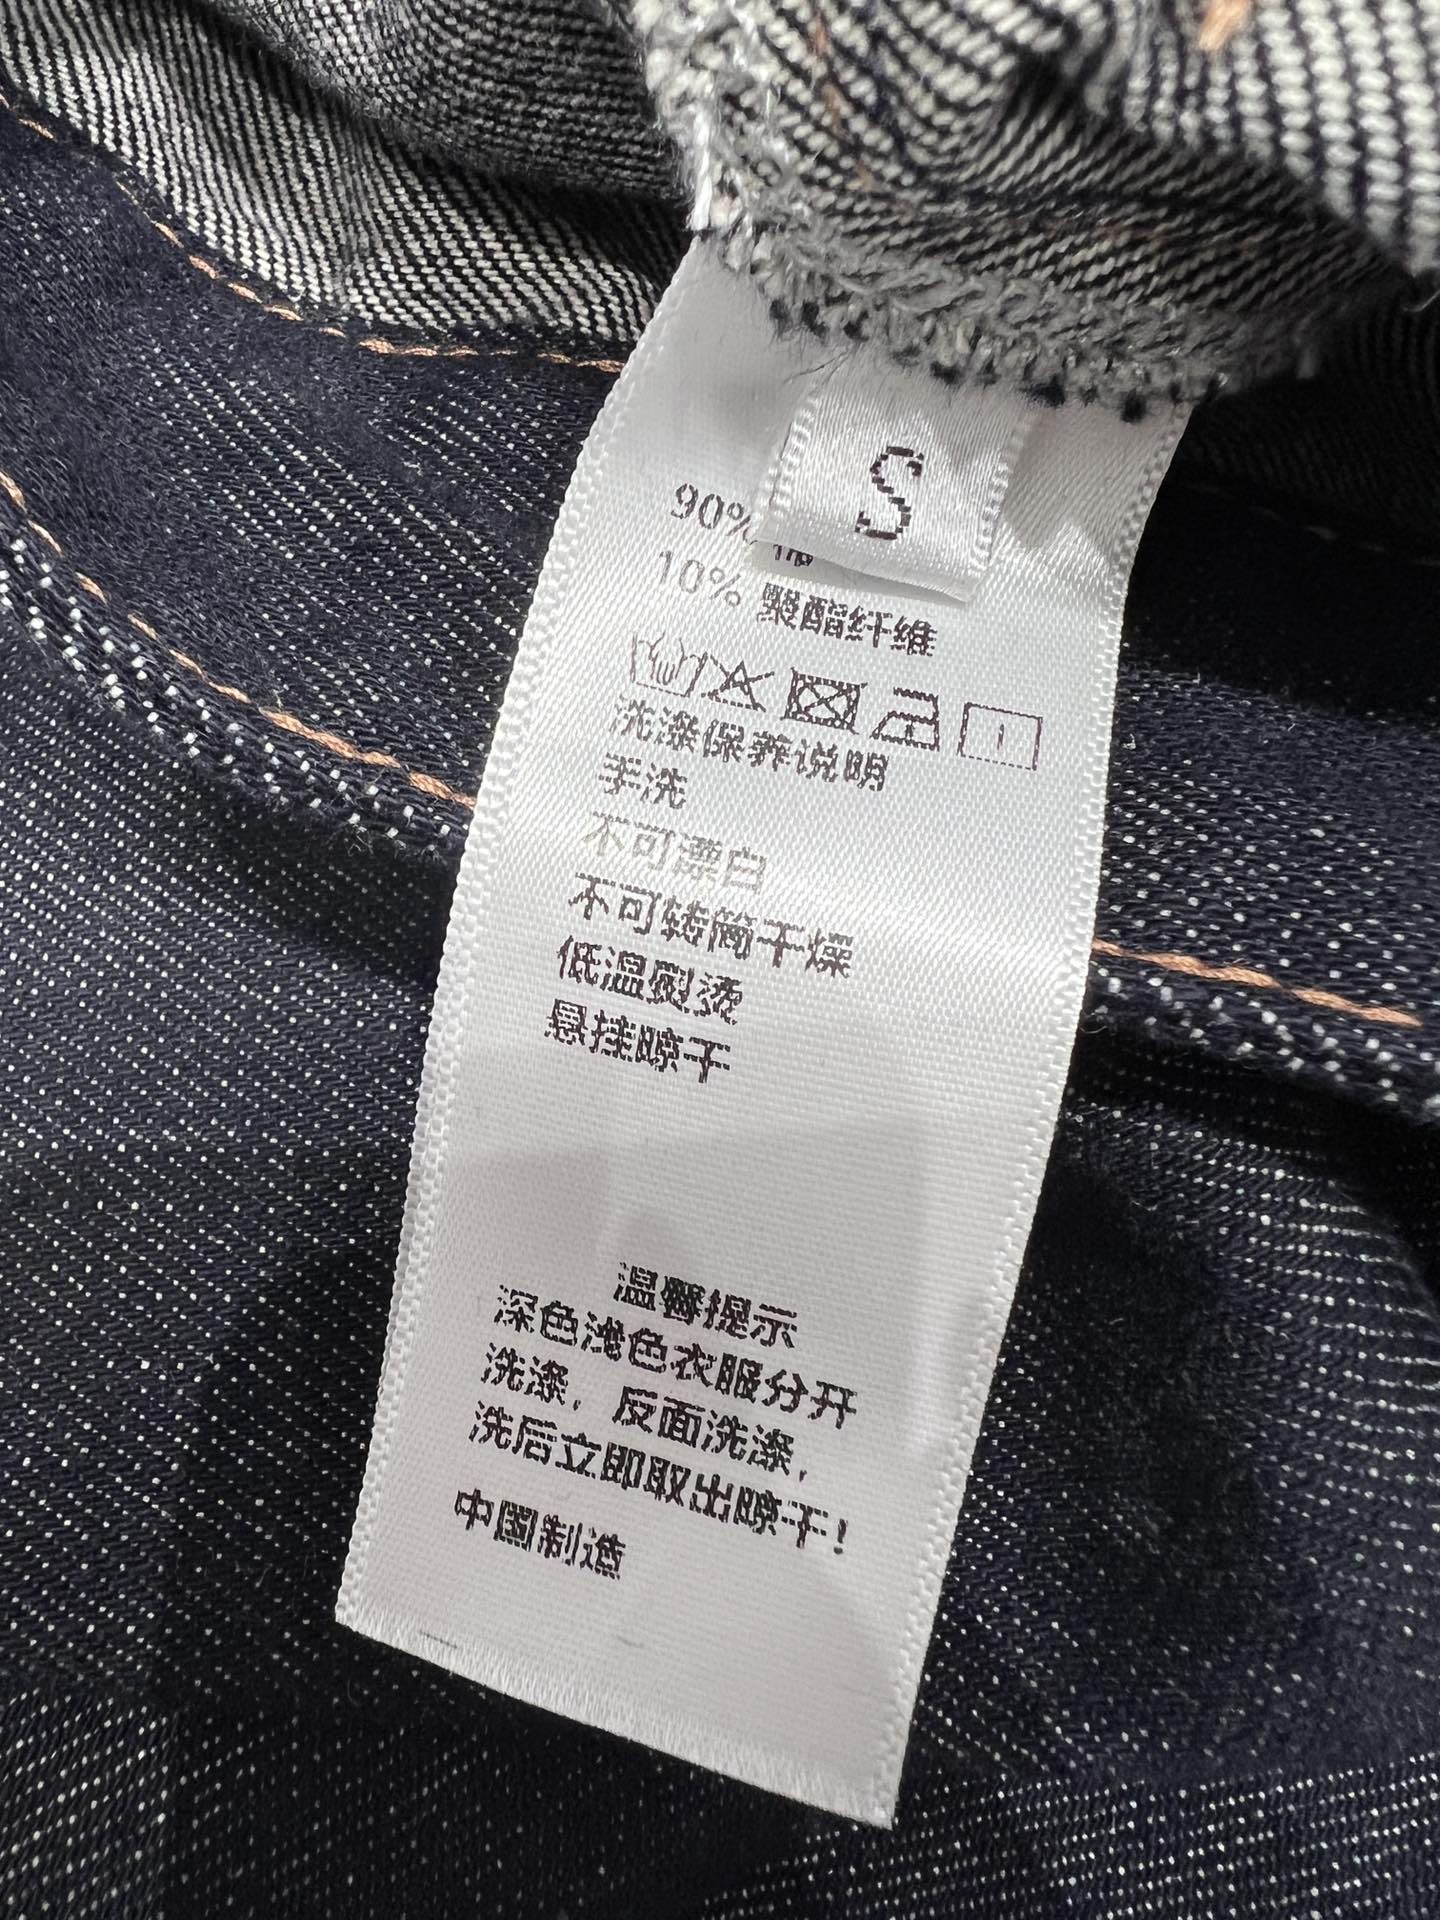 S
90%
10% 聚酯纤维
洗涤保养说明
手洗
不可漂白
不可转筒干燥
低温熨烫
悬挂晾干
温馨提示
深色浅色衣服分开
洗涤，反面洗涤，
洗后立即取出晾干！
中国制造